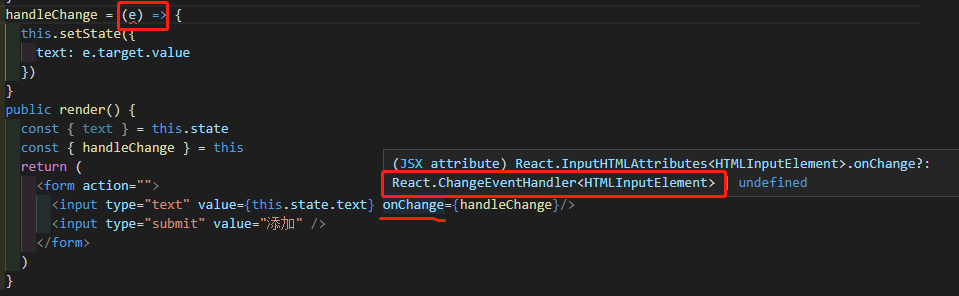 handleChange = (e) => {
this.setState({
text: e.target.value
})
}
public render() {
const { text } = this.state
const { handleChange } = this
return (
(JSX attribute) React.InputHTMLAttributes<HTMLInputElement>.onChange?:
React.ChangeEventHandler<HTMLInputElement> | undefined
<form action="">
<input type="text" value={this.state.text} onChange={handleChange}/>
<input type="submit" value="添加" />
</form>
)
}